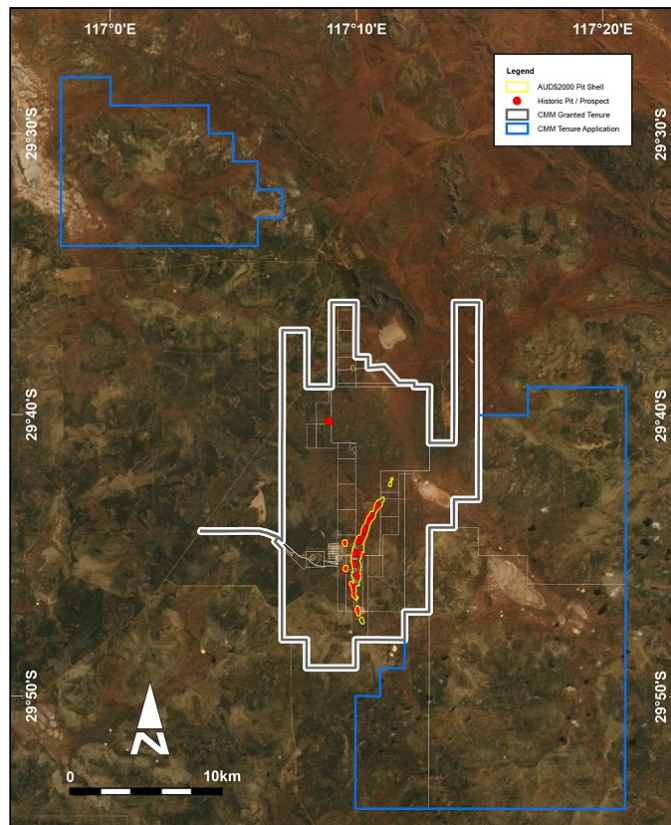 117°0'E
117°10'E
117°20'E
Legend
AUD$2000 Pit Shell
Historic Pit / Prospect
CMM Granted Tenure
CMM Tenure Application
29°30'S
29°30'S
29°40'S
29°40'S
29°50'S
29°50'S
N
0
10km